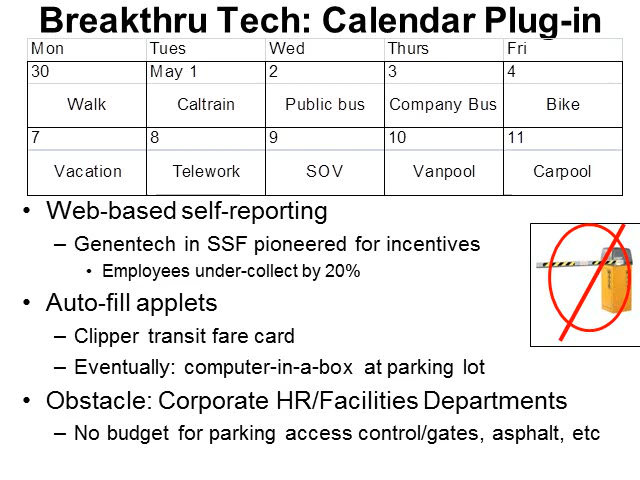 Breakthru Tech: Calendar Plug-in
Mon Tues Wed Thurs Fri
30 May 1 2 3 4
Walk Caltrain Public bus Company Bus Bike
7 8 9 10 11
Vacation Telework SOV Vanpool Carpool
• Web-based self-reporting
– Genentech in SSF pioneered for incentives
• Employees under-collect by 20%
• Auto-fill applets
– Clipper transit fare card
– Eventually: computer-in-a-box at parking lot
• Obstacle: Corporate HR/Facilities Departments
– No budget for parking access control/gates, asphalt, etc